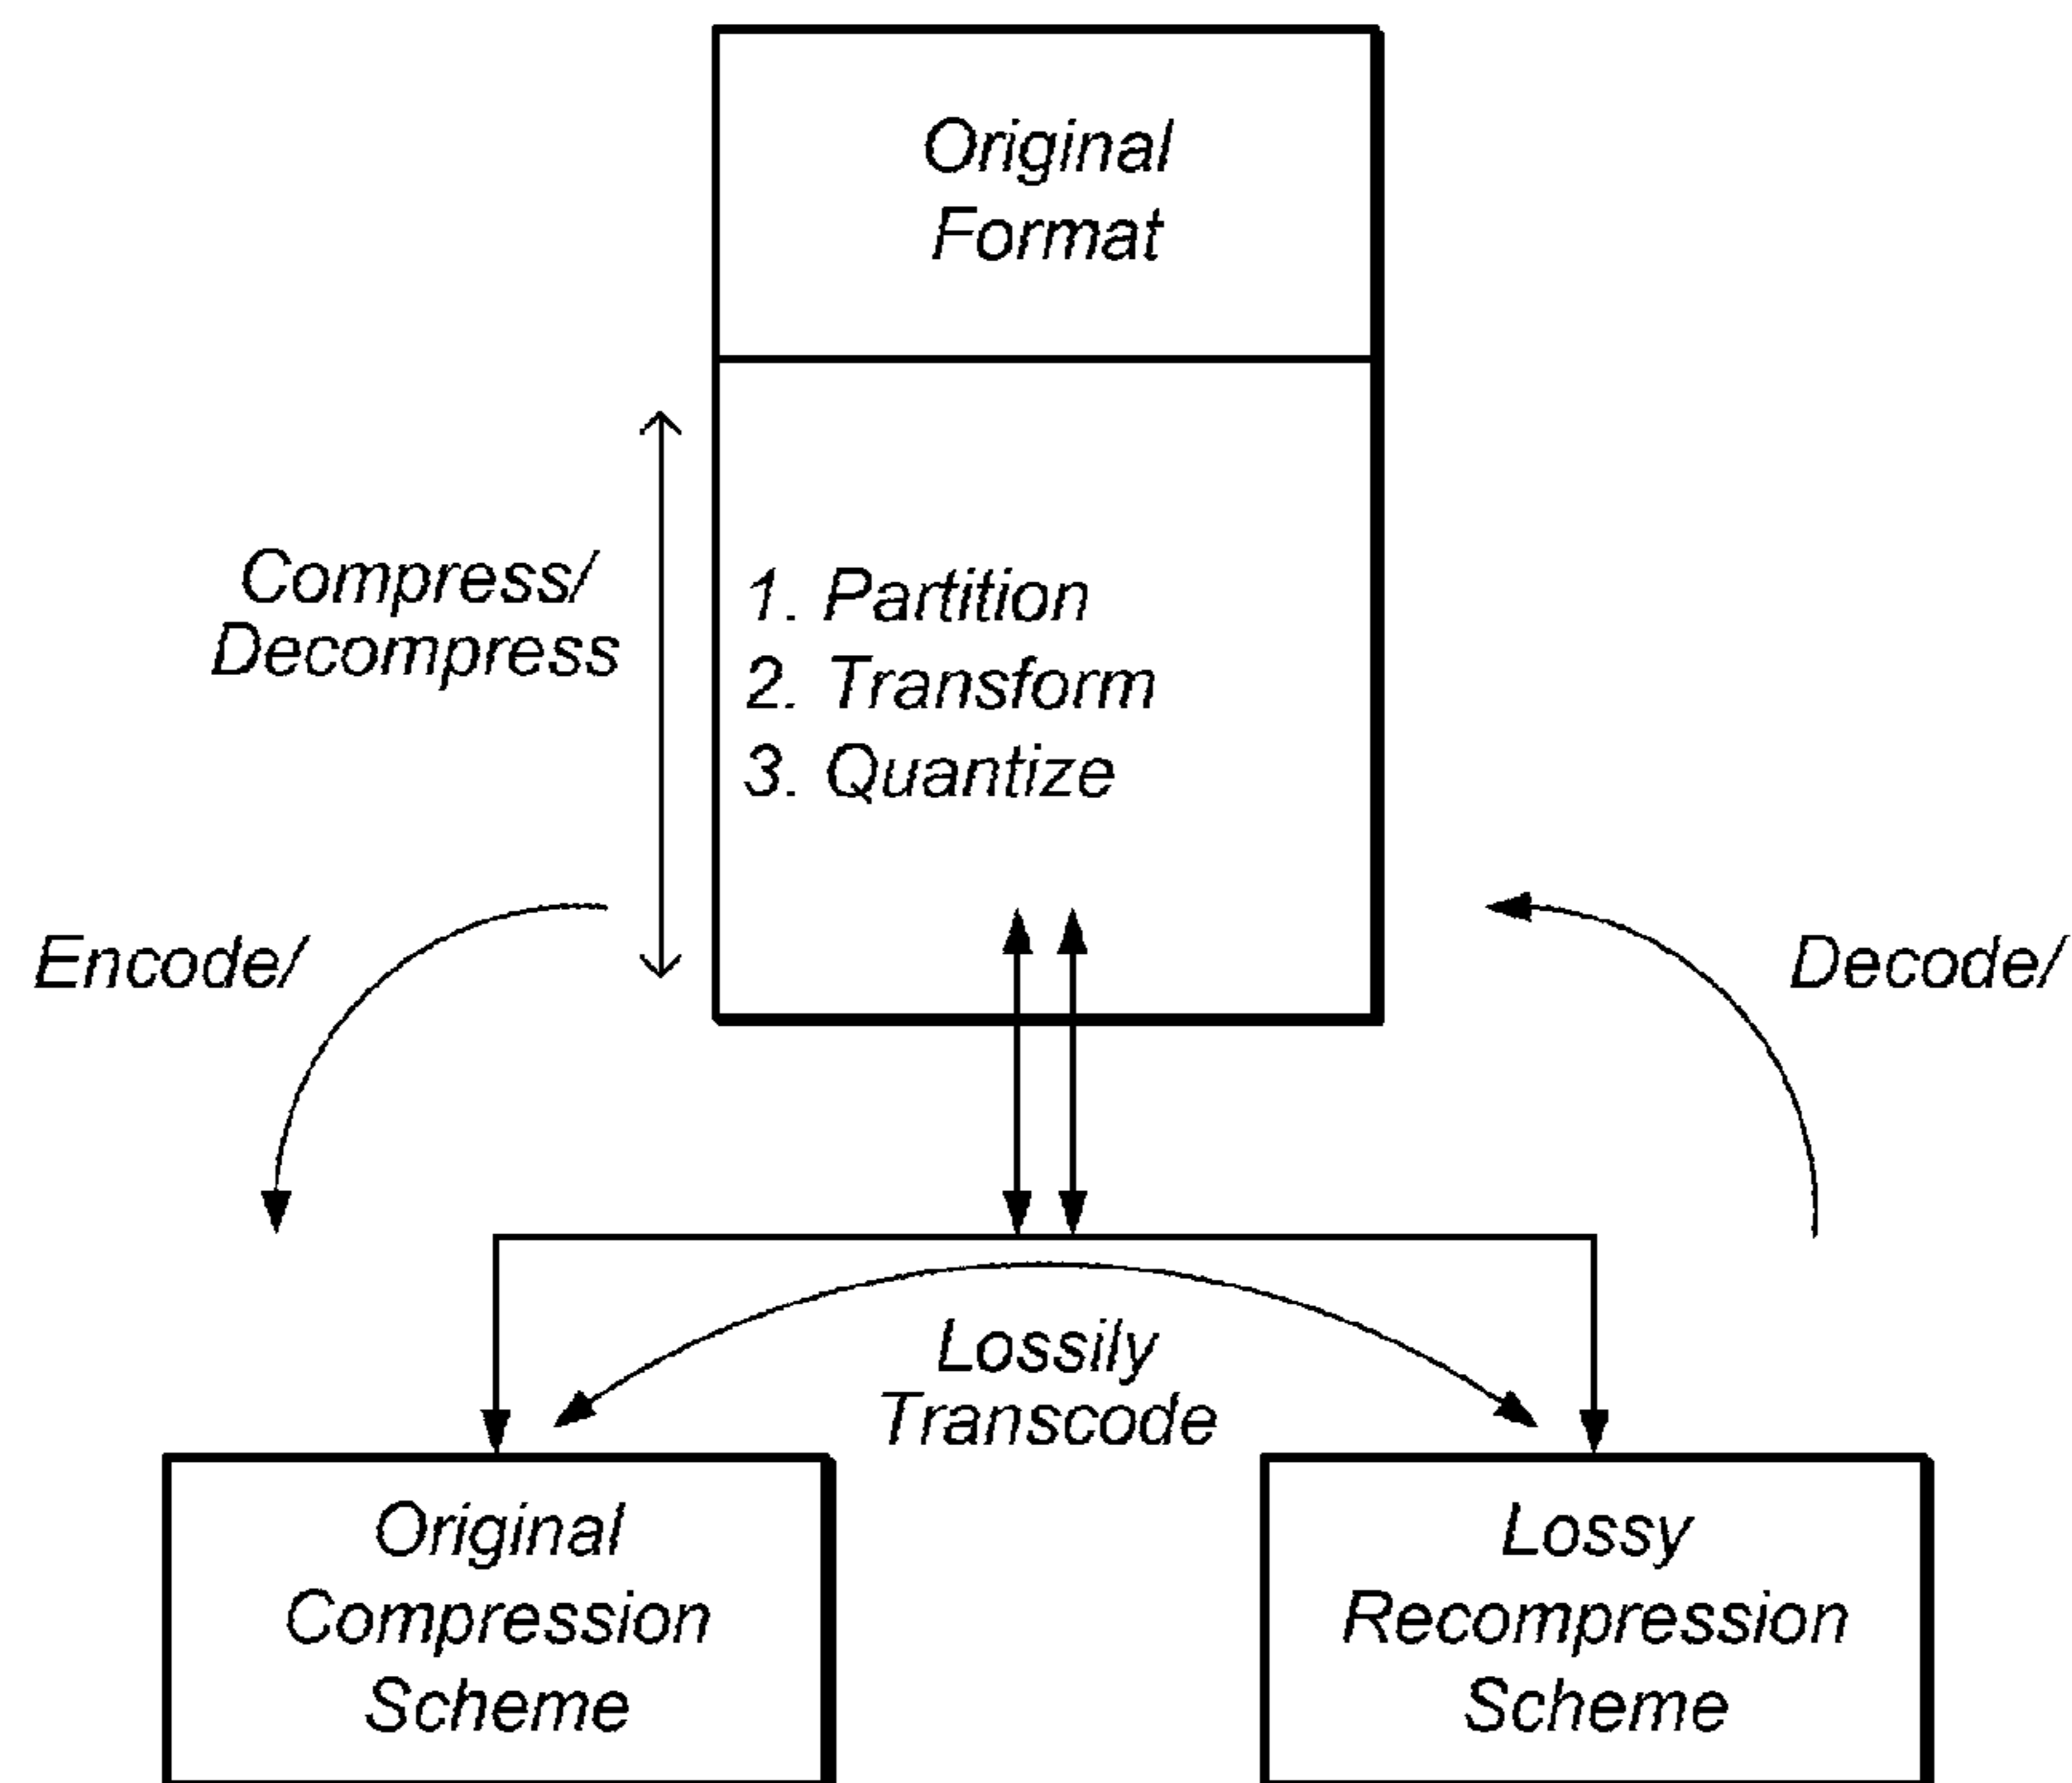 Original
Format
Compress/
Decompress
1. Partition
2. Transform
3. Quantize
Encode/
Decode/
Lossily
Transcode
Original
Compression
Scheme
Lossy
Recompression
Scheme